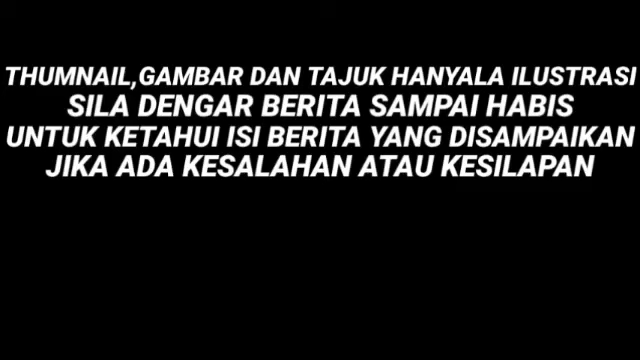 THUMNAIL,GAMBAR DAN TAJUK HANYALA ILUSTRASI
SILA DENGAR BERITA SAMPAI HABIS
UNTUK KETAHUI ISI BERITA YANG DISAMPAIKAN
JIKA ADA KESALAHAN ATAU KESILAPAN